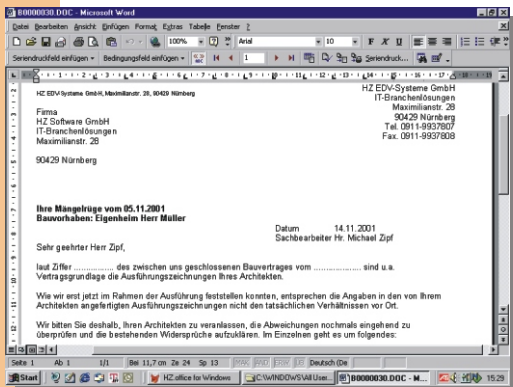 B0000030.DOC - Microsoft Word
Datei Bearbeiten Ansicht Einfügen Format Extras Tabelle Fenster ?
100% Arial 10 F K U
Seriendruckfeld einfügen Bedingungsfeld einfügen 1 Seriendruck...
HZ EDV-Systeme GmbH, Maximilianstr. 28, 90429 Nürnberg
HZ EDV-Systeme GmbH
IT-Branchenlösungen
Maximilianstr. 28
90429 Nürnberg
Tel. 0911-9937807
Fax. 0911-9937808
Firma
HZ Software GmbH
IT-Branchenlösungen
Maximilianstr. 28
90429 Nürnberg
Ihre Mängelrüge vom 05.11.2001
Bauvorhaben: Eigenheim Herr Müller
Datum 14.11.2001
Sachbearbeiter Hr. Michael Zipf
Sehr geehrter Herr Zipf,
laut Ziffer ................ des zwischen uns geschlossenen Bauvertrages vom ................... sind u.a.
Vertragsgrundlage die Ausführungszeichnungen Ihres Architekten.
Wie wir erst jetzt im Rahmen der Ausführung feststellen konnten, entsprechen die Angaben in den von Ihrem
Architekten angefertigten Ausführungszeichnungen nicht den tatsächlichen Verhältnissen vor Ort.
Wir bitten Sie deshalb, Ihren Architekten zu veranlassen, die Abweichungen nochmals eingehend zu
überprüfen und die bestehenden Widersprüche aufzuklären. Im Einzelnen geht es um folgendes:
Seite 1 Ab 1 1/1 Bei 11,7 cm Ze 24 Sp 13 MAK ÄND ERW ÜB Deutsch (De
Start HZ.office for Windows C:\WINDOWS\All User... B0000030.DOC - M... 15:29